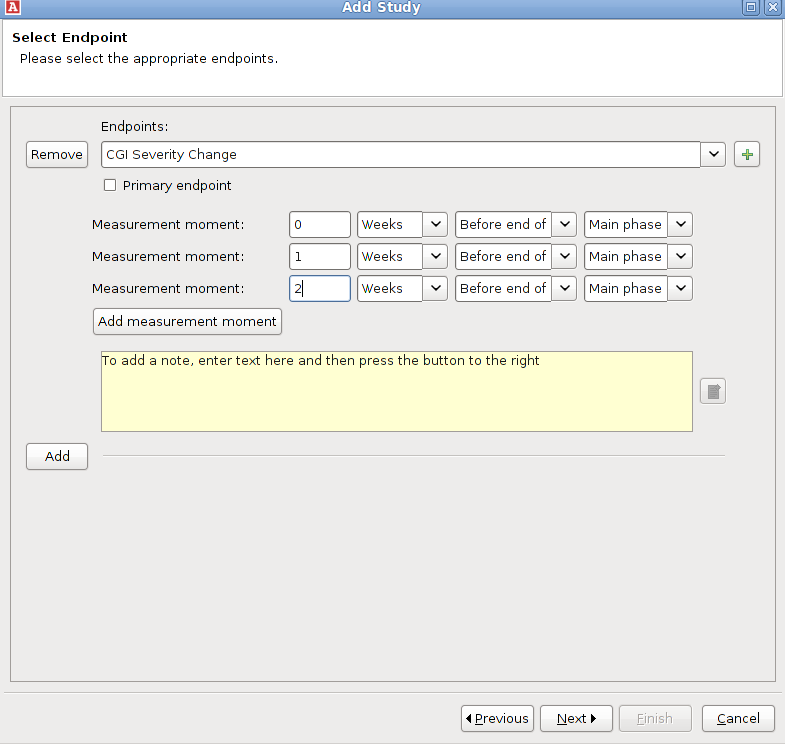 A Add Study
Select Endpoint
Please select the appropriate endpoints.
Endpoints:
Remove CGI Severity Change
Primary endpoint
Measurement moment: 0 Weeks Before end of Main phase
Measurement moment: 1 Weeks Before end of Main phase
Measurement moment: 2 Weeks Before end of Main phase
Add measurement moment
To add a note, enter text here and then press the button to the right
Add
Previous Next Finish Cancel